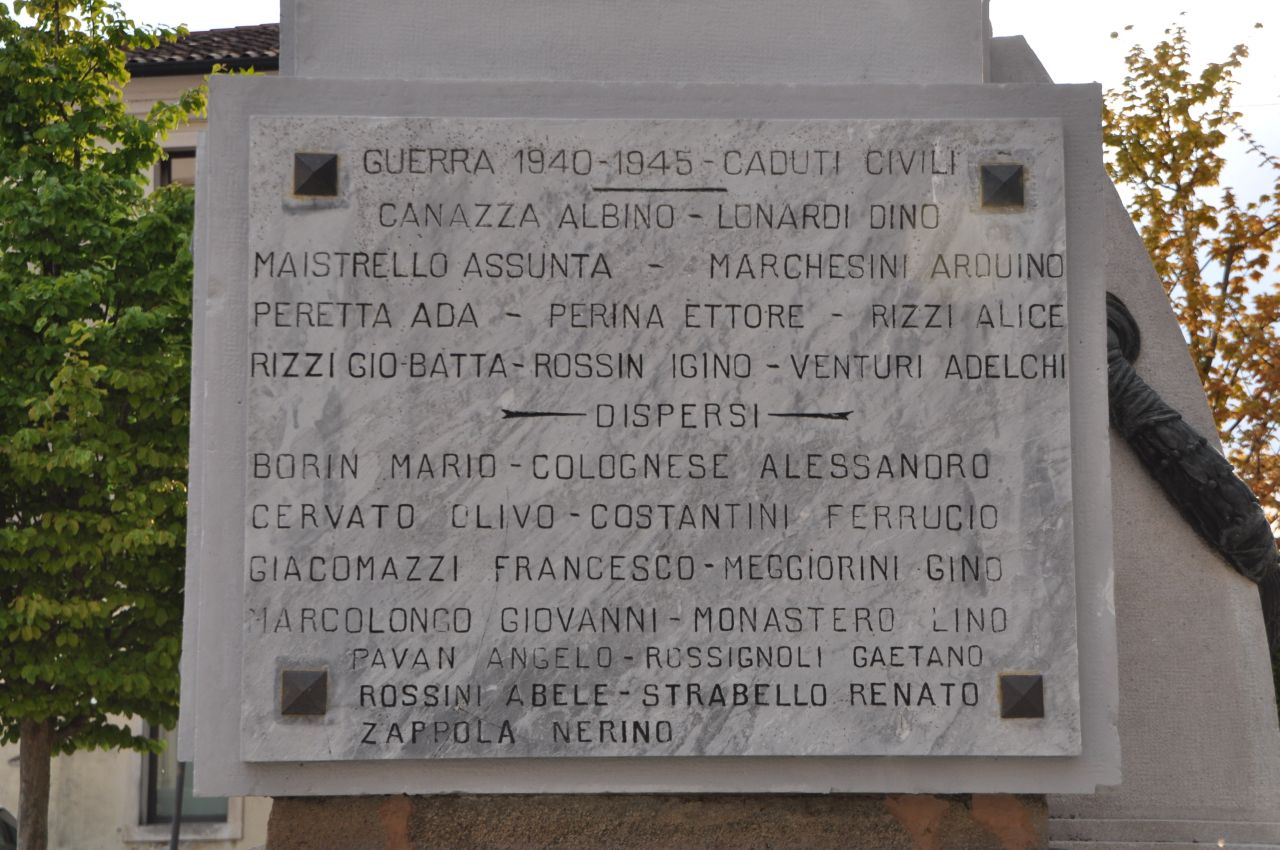 GUERRA 1940-1945-CADUTI CIVILI
CANAZZA ALBINO - LUNARDI DINO
MAISTRELLO ASSUNTA - MARCHESINI ARDUINO
PERETTA ADA - PERINA ETTORE - RIZZI ALICE
RIZZI GIO-BATTA-ROSSIN IGINO - VENTURI ADELCHI
DISPERSI
BORIN MARIO - COLOGNESE ALESSANDRO
CERVATO OLIVO-COSTANTINI FERRUCIO
GIACOMAZZI FRANCESCO-MEGGIORINI GINO
MARCOLONGO GIOVANNI-MONASTERO LINO
PAVAN ANGELO-ROSSIGNOLI GAETANO
ROSSINI ABELE-STRABELLO RENATO
ZAPPOLA NERINO